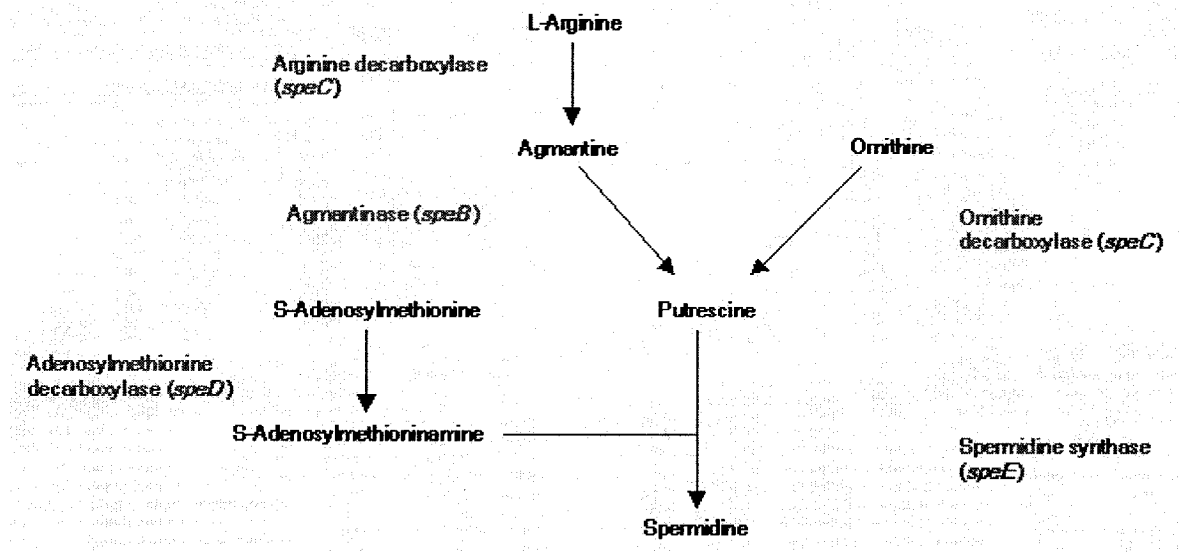 L-Arginine
Arginine decarboxylase
(speC)
Agmantine
Ornithine
Agmantinase (speB)
Ornithine
decarboxylase (speC)
S-Adenosylmethionine
Putrescine
Adenosylmethionine
decarboxylase (speD)
S-Adenosylmethioninamine
Spermidine synthase
(speE)
Spermidine